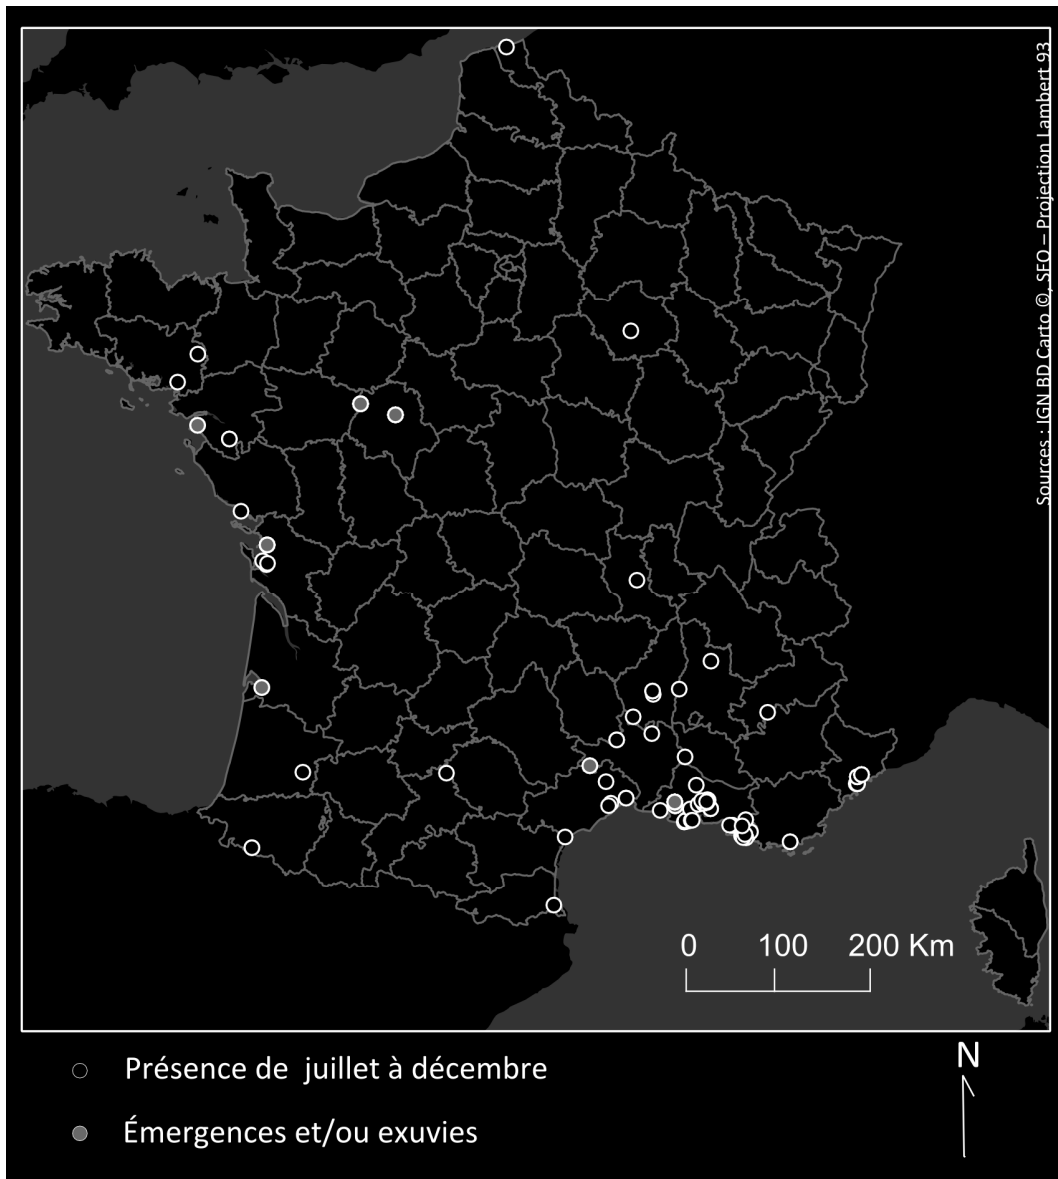 Sources : IGN BD Carto ©, SEO – Projection Lambert 93
0 100 200 Km
N
Présence de juillet à décembre
Émergences et/ou exuvies